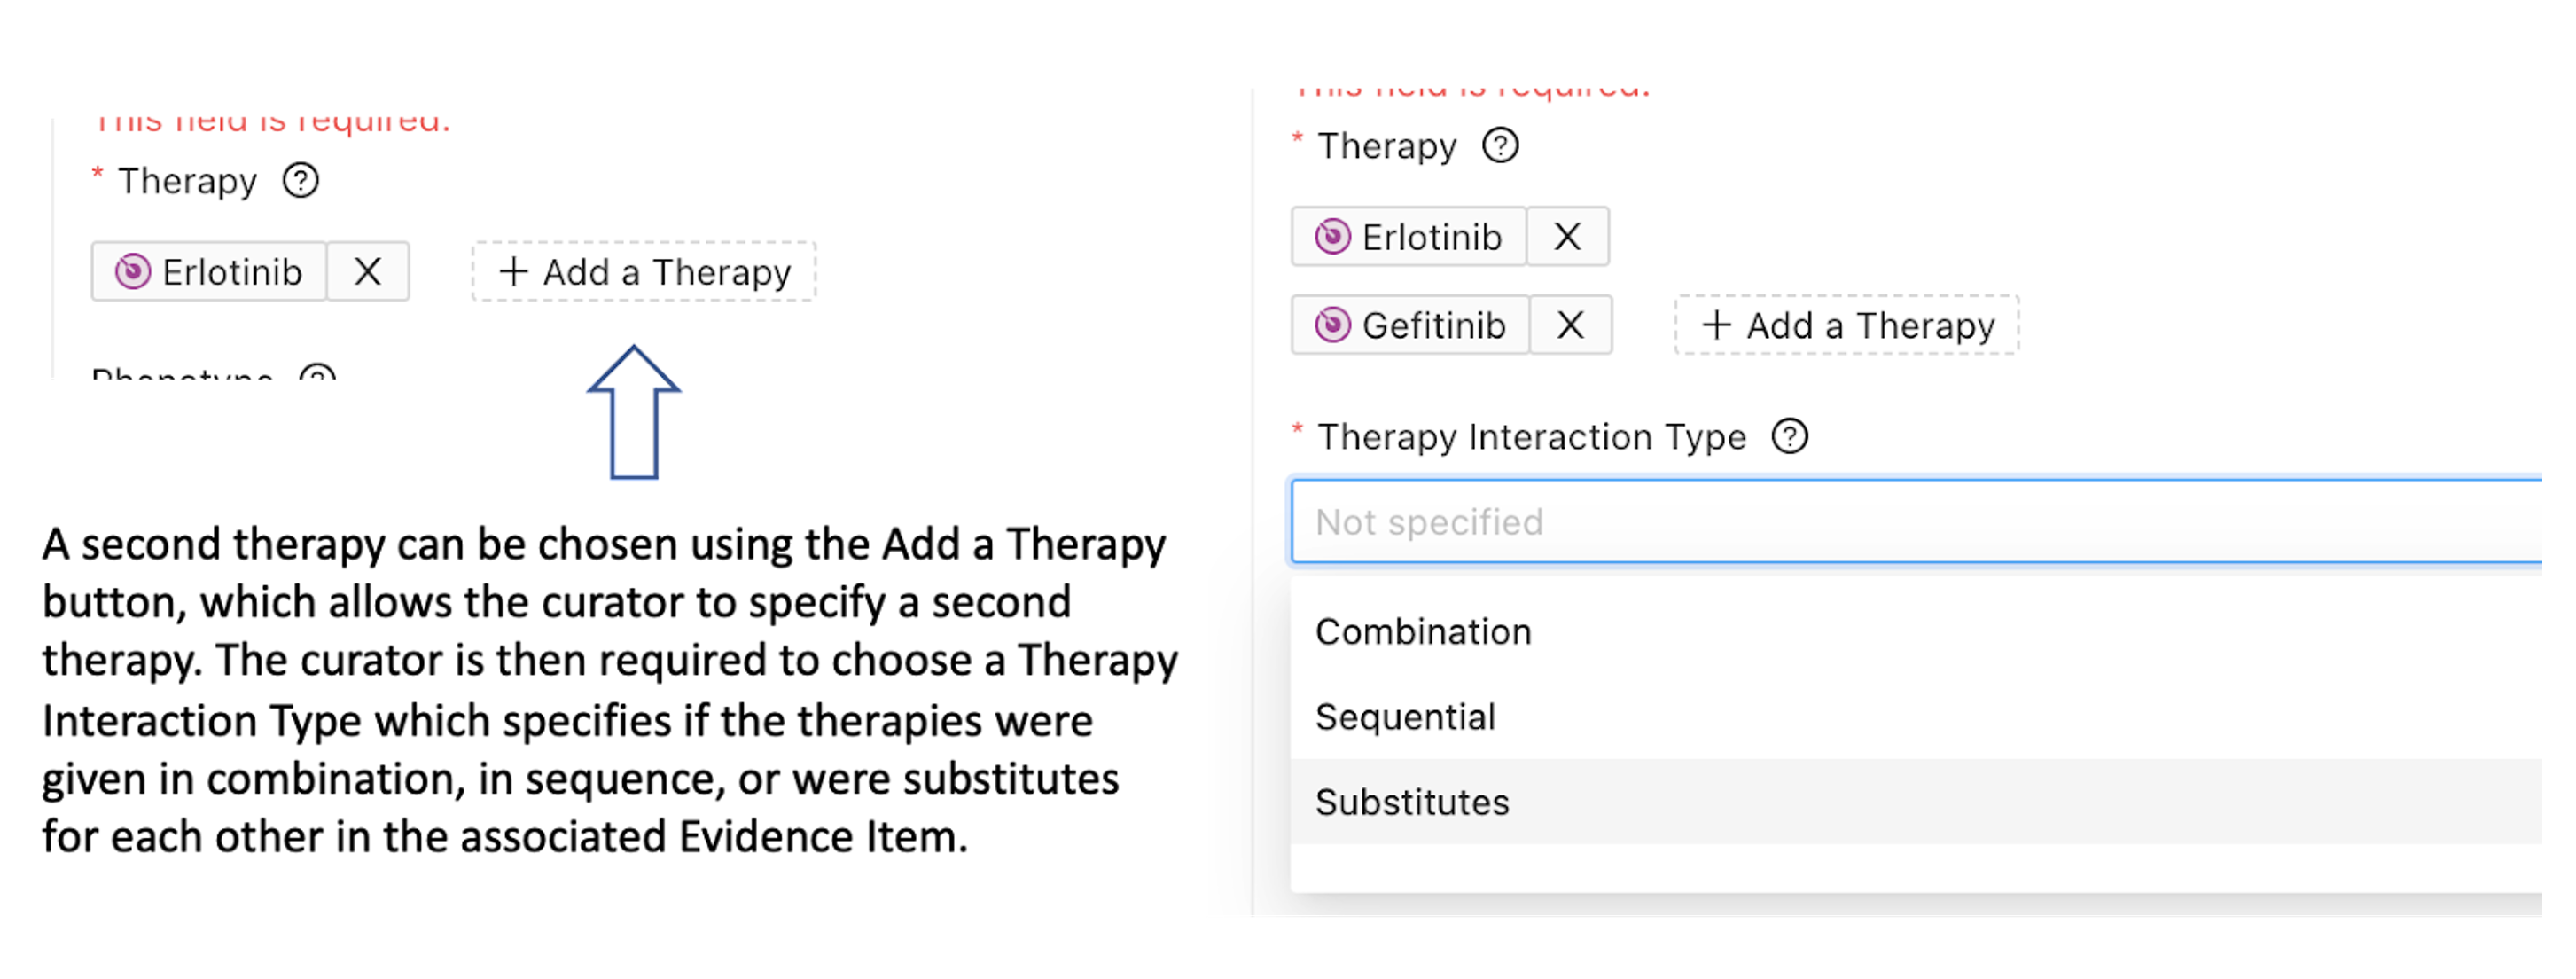 This field is required.
* Therapy ?
Erlotinib X + Add a Therapy
Phenotype ?
A second therapy can be chosen using the Add a Therapy
button, which allows the curator to specify a second
therapy. The curator is then required to choose a Therapy
Interaction Type which specifies if the therapies were
given in combination, in sequence, or were substitutes
for each other in the associated Evidence Item.
This field is required.
* Therapy ?
Erlotinib X
Gefitinib X + Add a Therapy
* Therapy Interaction Type ?
Not specified
Combination
Sequential
Substitutes